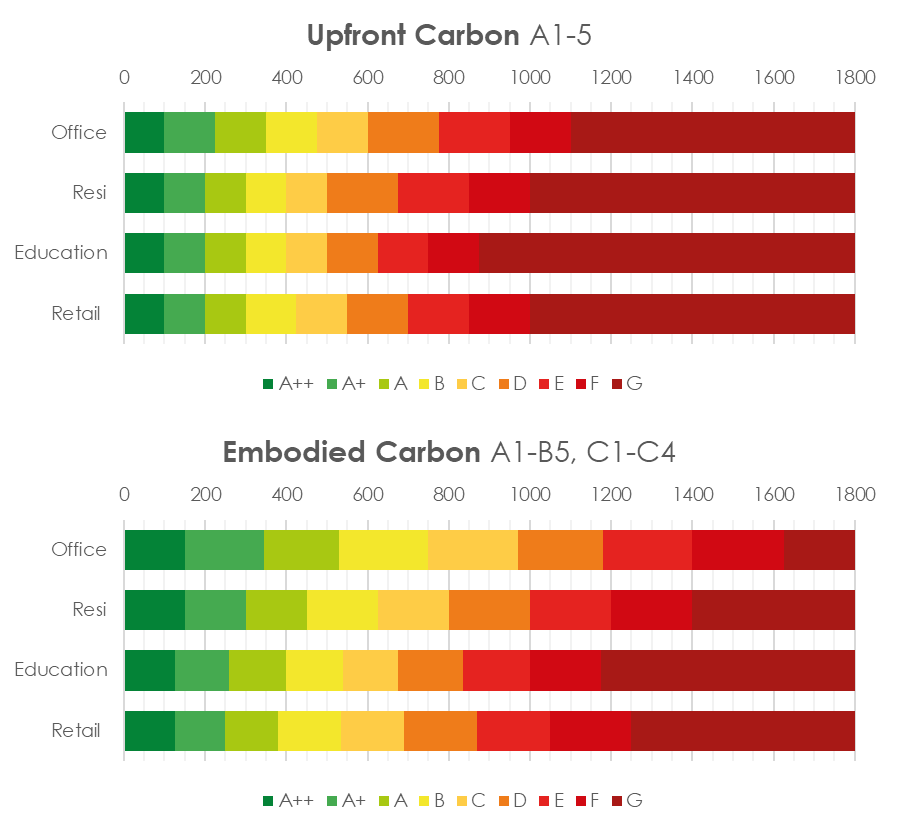 Upfront Carbon A1-5
0 200 400 600 800 1000 1200 1400 1600 1800
Office
Resi
Education
Retail
A++ A+ A B C D E F G
Embodied Carbon A1-B5, C1-C4
0 200 400 600 800 1000 1200 1400 1600 1800
Office
Resi
Education
Retail
A++ A+ A B C D E F G